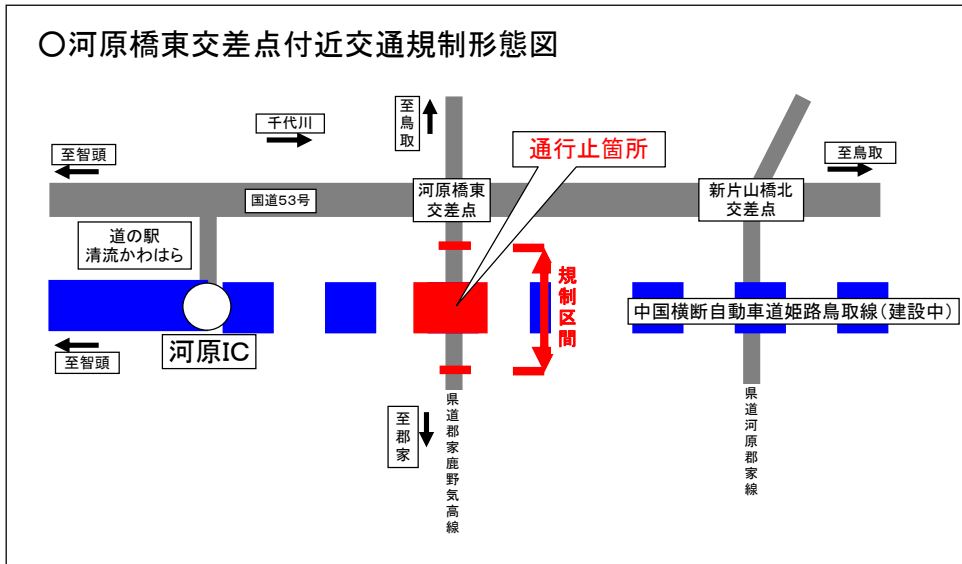 ○河原橋東交差点付近交通規制形態図
至鳥取
千代川
通行止箇所
至智頭
至鳥取
国道53号
河原橋東
交差点
新片山橋北
交差点
道の駅
清流かわはら
規制区間
中国横断自動車道姫路鳥取線(建設中)
河原IC
至智頭
至郡家
県道郡家鹿野気高線
県道河原郡家線